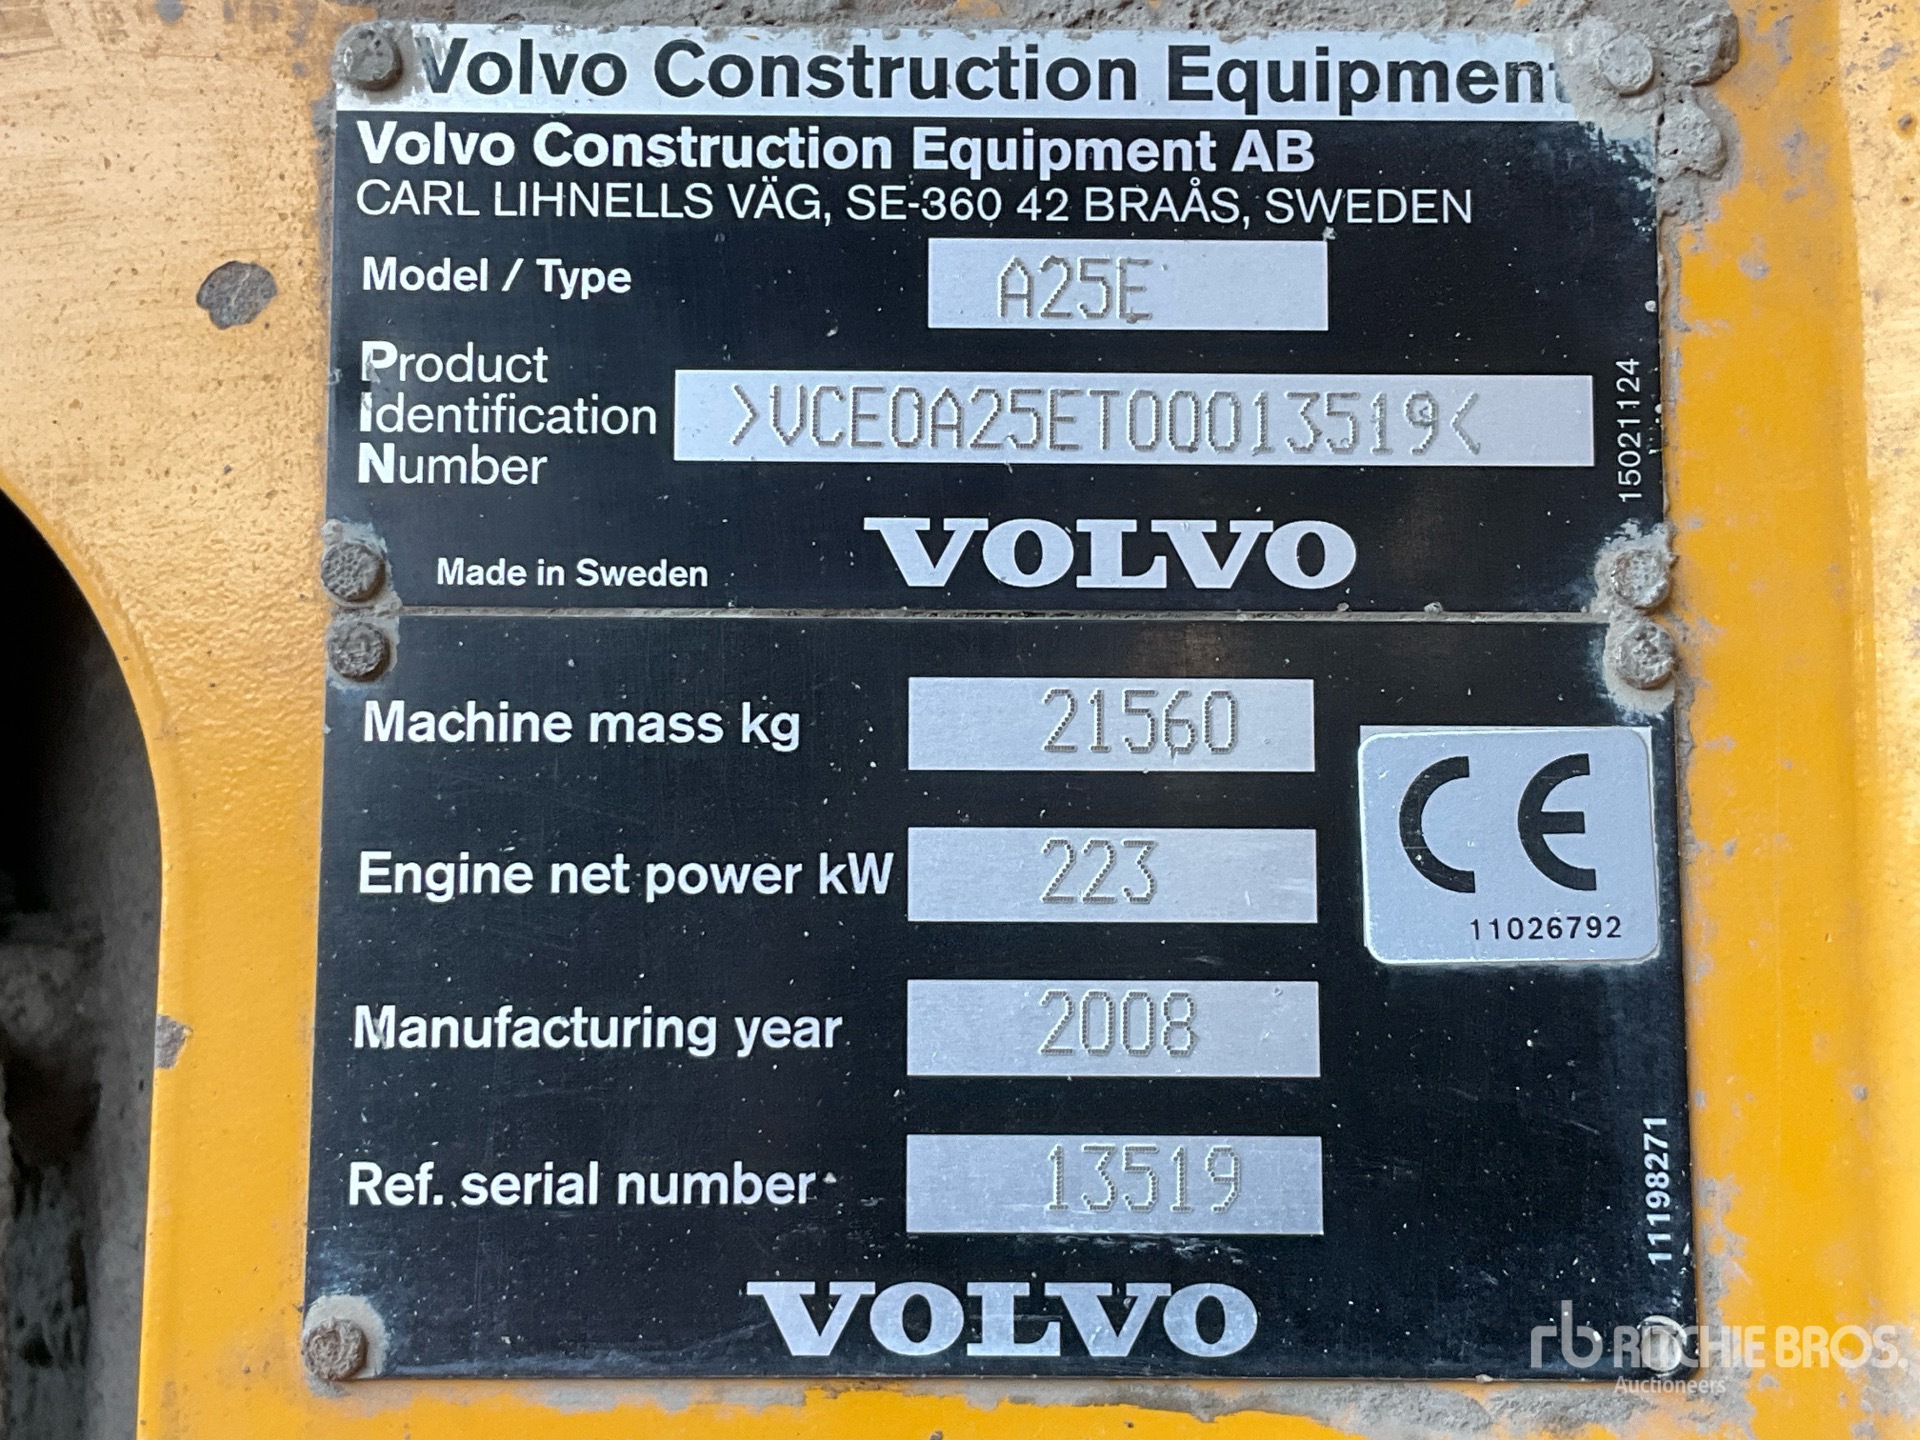 Volvo Construction Equipment
Volvo Construction Equipment AB
CARL LIHNELLS VÄG, SE-360 42 BRAÅS, SWEDEN
Model / Type A25E
Product
Identification
Number
>VCE0A25ET00013519<
15021124
Made in Sweden VOLVO
Machine mass kg 21560
Engine net power kW 223
CE
11026792
Manufacturing year 2008
Ref. serial number 13519
11198271
VOLVO
rb RITCHIE BROS.
Auctioneers